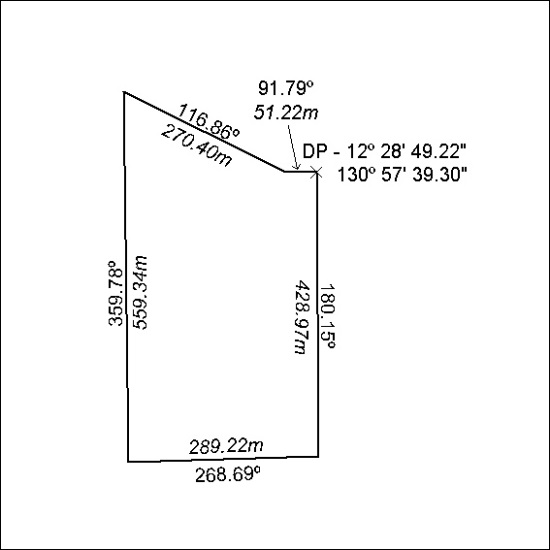 91.79º
51.22m
116.86º
270.40m
DP - 12º 28' 49.22"
130º 57' 39.30"
359.78º
559.34m
428.97m
180.15º
289.22m
268.69º